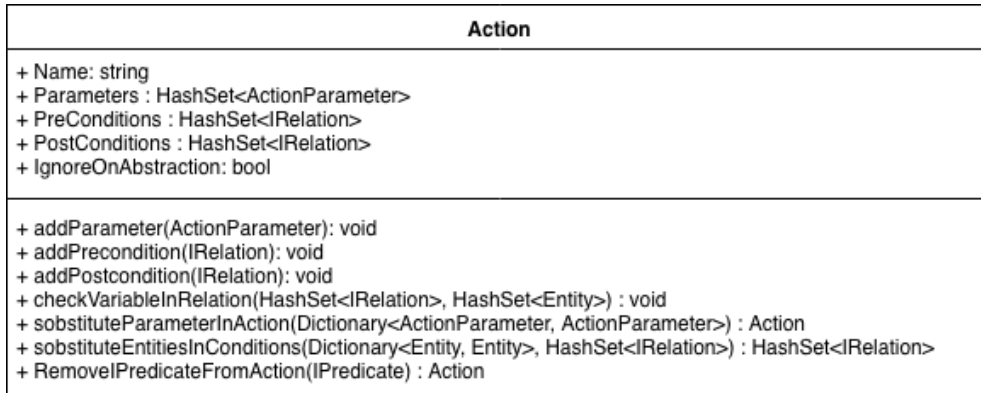 Action
+ Name: string
+ Parameters : HashSet<ActionParameter>
+ PreConditions : HashSet<IRelation>
+ PostConditions : HashSet<IRelation>
+ IgnoreOnAbstraction: bool
+ addParameter(ActionParameter): void
+ addPrecondition(IRelation): void
+ addPostcondition(IRelation): void
+ checkVariableInRelation(HashSet<IRelation>, HashSet<Entity>) : void
+ sobstituteParameterInAction(Dictionary<ActionParameter, ActionParameter>) : Action
+ sobstituteEntitiesInConditions(Dictionary<Entity, Entity>, HashSet<IRelation>) : HashSet<IRelation>
+ RemoveIPredicateFromAction(IPredicate) : Action